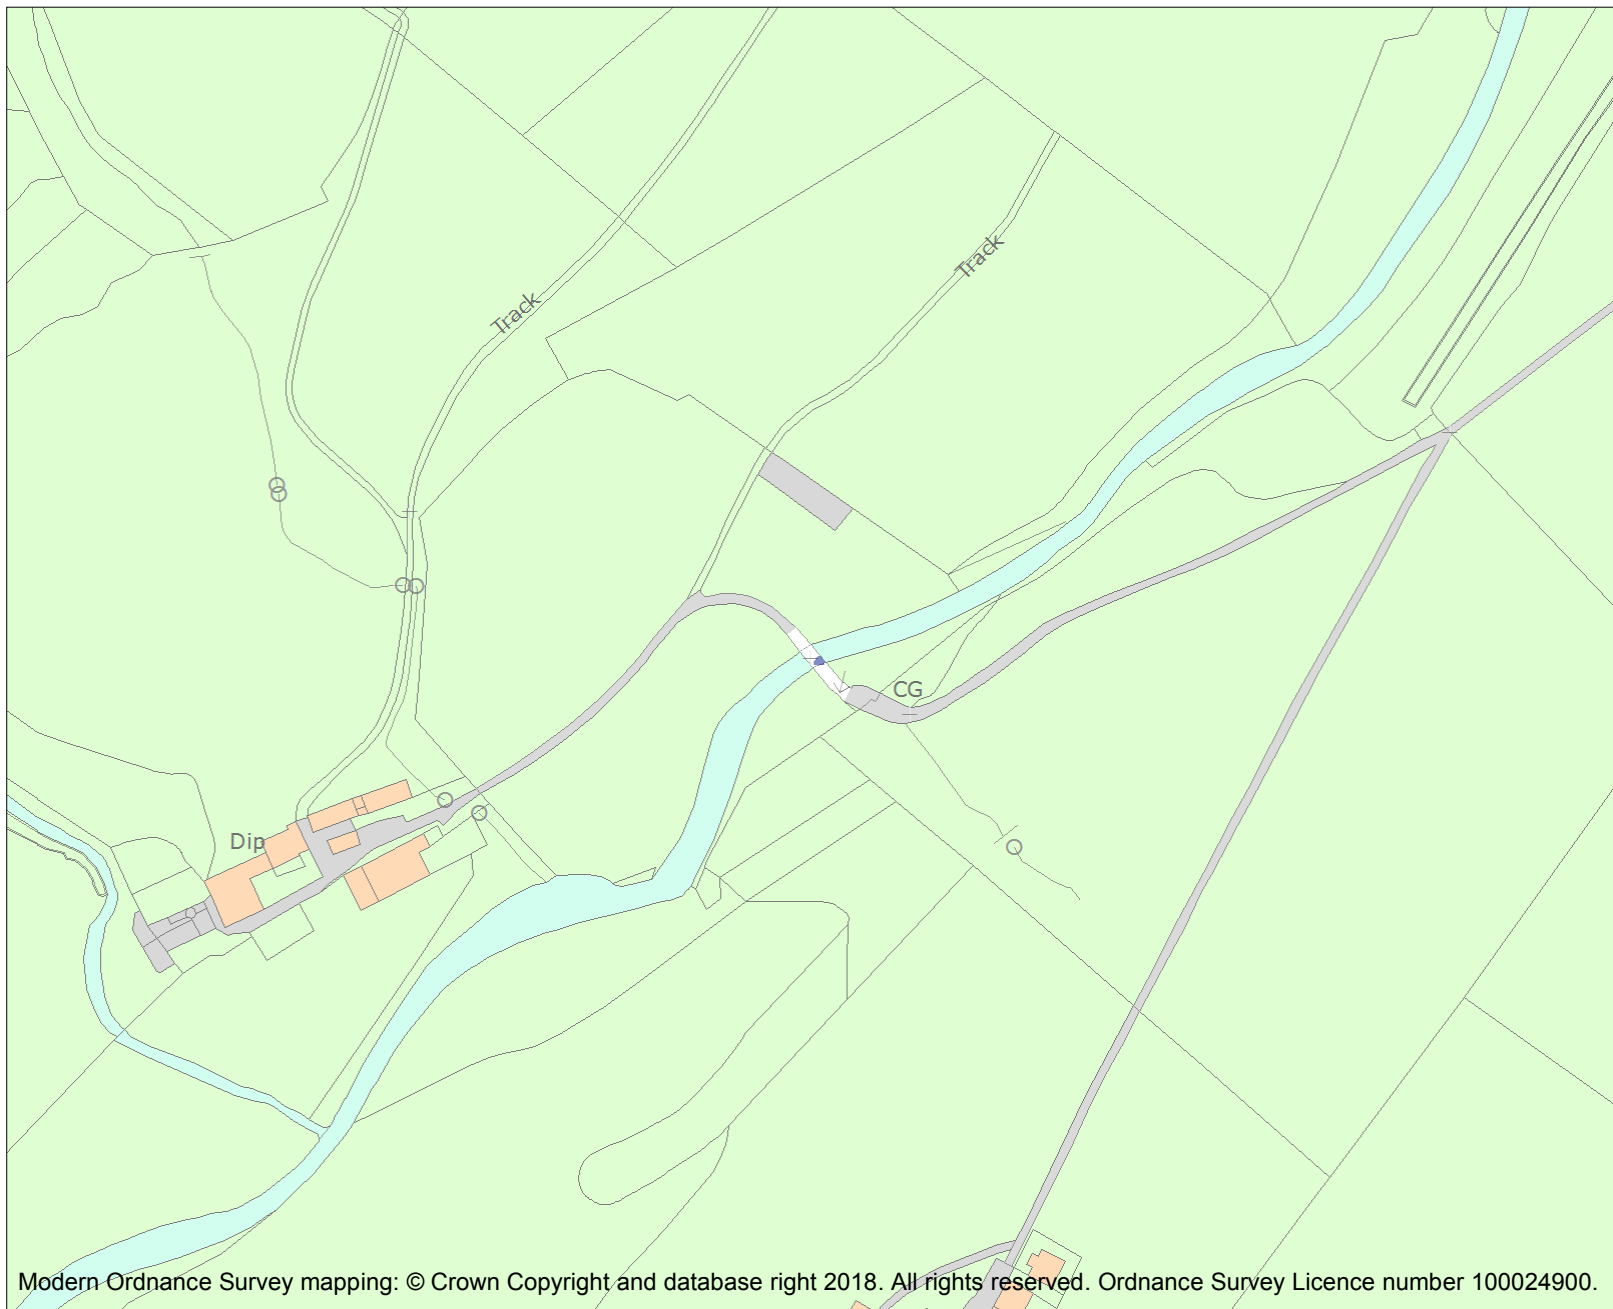 Track
Track
CG
Dip
Modern Ordnance Survey mapping: © Crown Copyright and database right 2018. All rights reserved. Ordnance Survey Licence number 100024900.